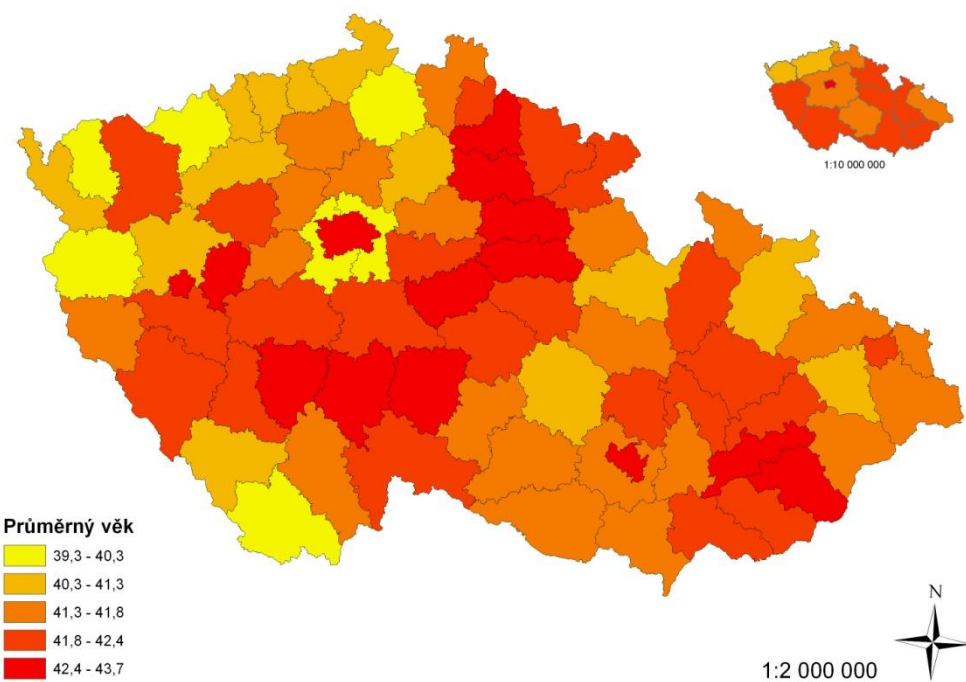 1:10 000 000
Průměrný věk
39,3 - 40,3
40,3 - 41,3
41,3 - 41,8
41,8 - 42,4
42,4 - 43,7
N
1:2 000 000